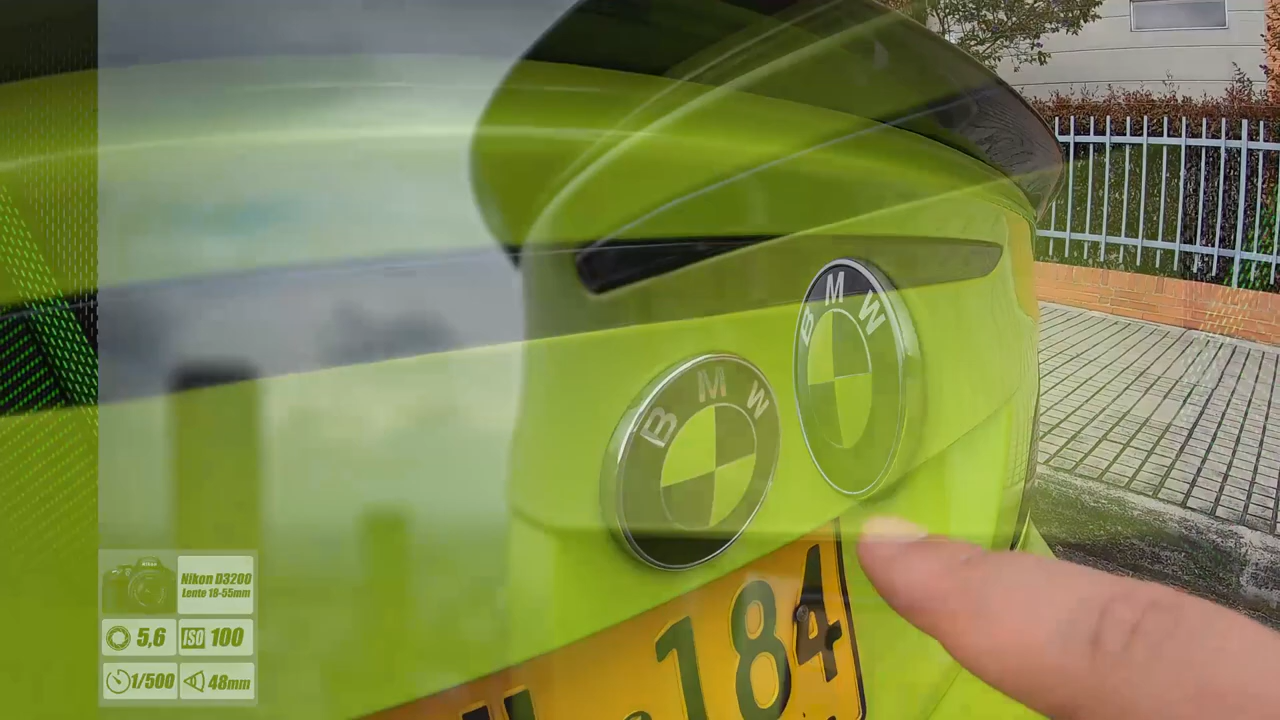 BMW
BMW
184
Nikon D3200
Lente 18-55mm
5,6
ISO 100
1/500
48mm